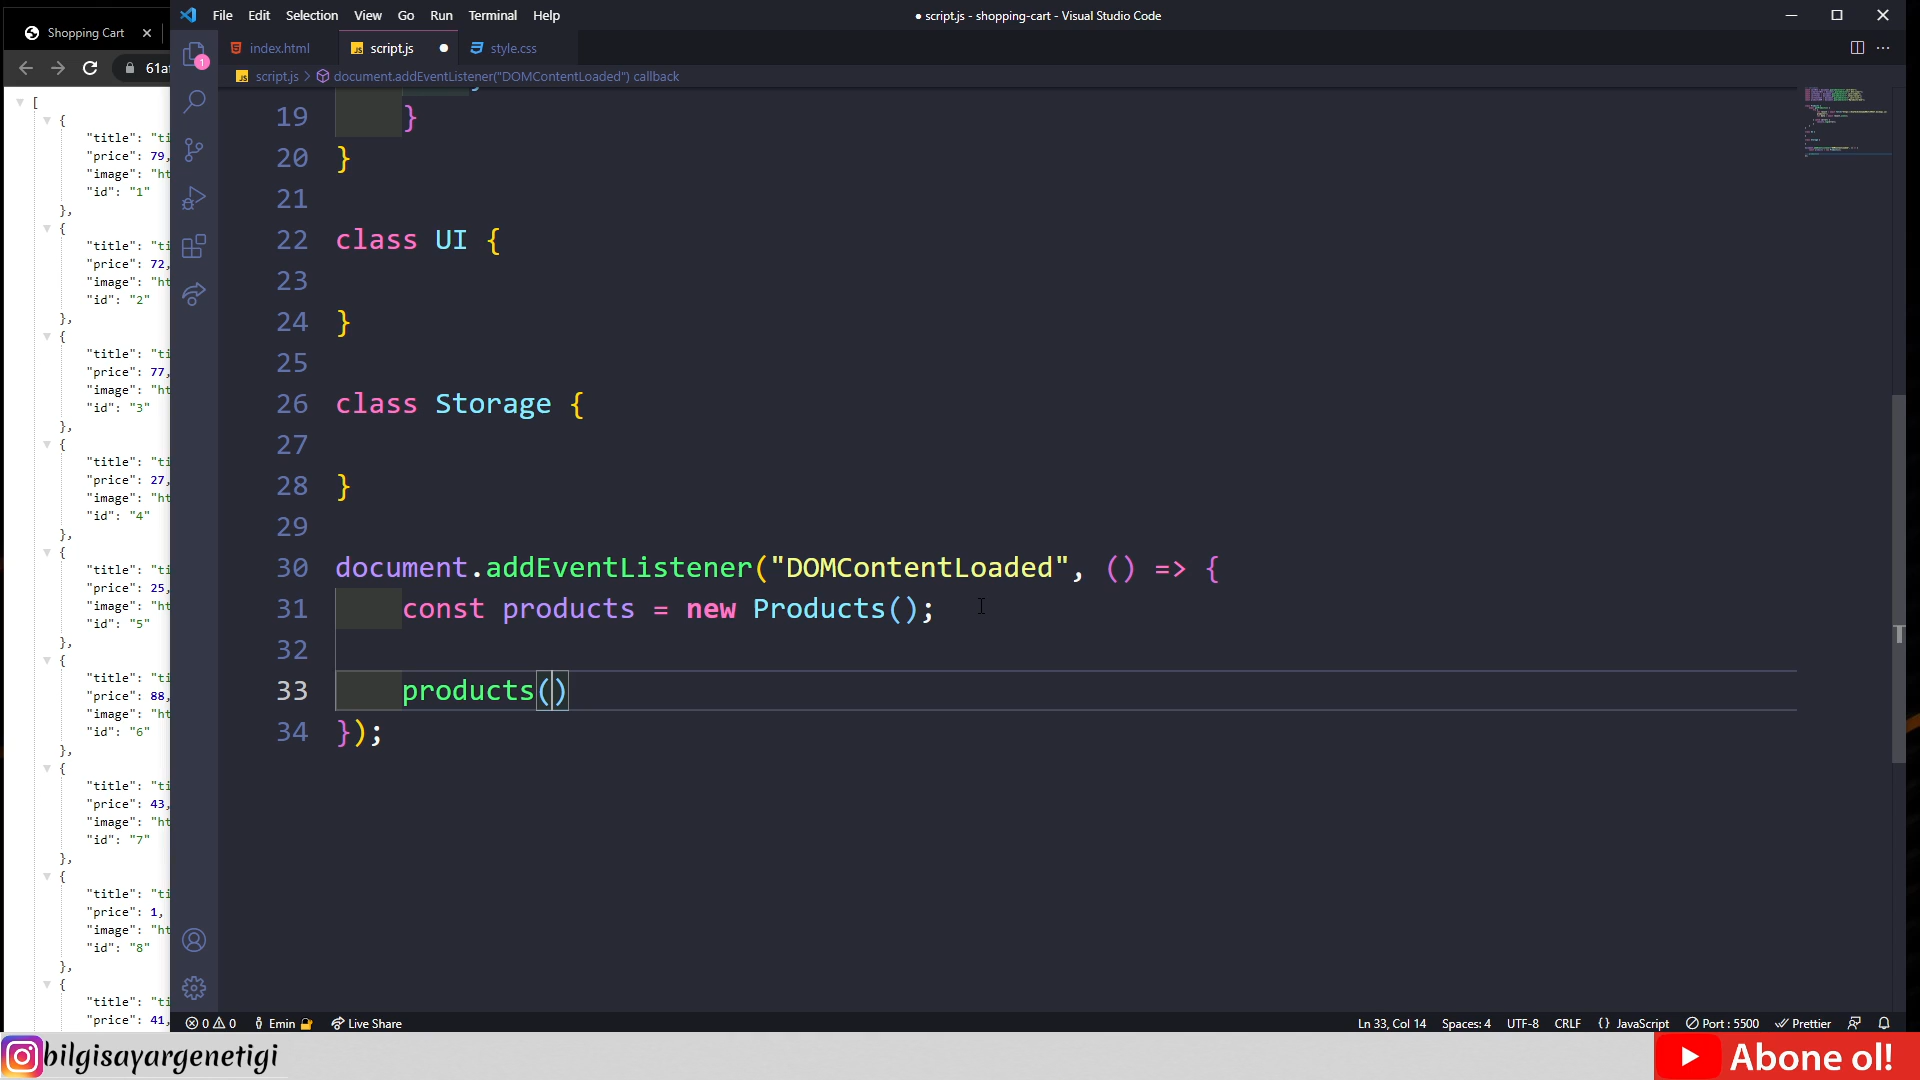 Shopping Cart
File Edit Selection View Go Run Terminal Help
● script.js - shopping-cart - Visual Studio Code
index.html
script.js
style.css
script.js > document.addEventListener("DOMContentLoaded") callback
[
{
"title": "ti
"price": 79,
"image": "ht
"id": "1"
},
{
"title": "ti
"price": 72,
"image": "ht
"id": "2"
},
{
"title": "ti
"price": 77,
"image": "ht
"id": "3"
},
{
"title": "ti
"price": 27,
"image": "ht
"id": "4"
},
{
"title": "ti
"price": 25,
"image": "ht
"id": "5"
},
{
"title": "ti
"price": 88,
"image": "ht
"id": "6"
},
{
"title": "ti
"price": 43,
"image": "ht
"id": "7"
},
{
"title": "ti
"price": 1,
"image": "ht
"id": "8"
},
{
"title": "ti
"price": 41,
1
19 }
20 }
21
22 class UI {
23
24 }
25
26 class Storage {
27
28 }
29
30 document.addEventListener("DOMContentLoaded", () => {
31 const products = new Products();
32
33 products()
34 });
0 0 Emin Live Share
Ln 33, Col 14 Spaces: 4 UTF-8 CRLF {} JavaScript Port : 5500 Prettier
bilgisayargenetigi
Abone ol!